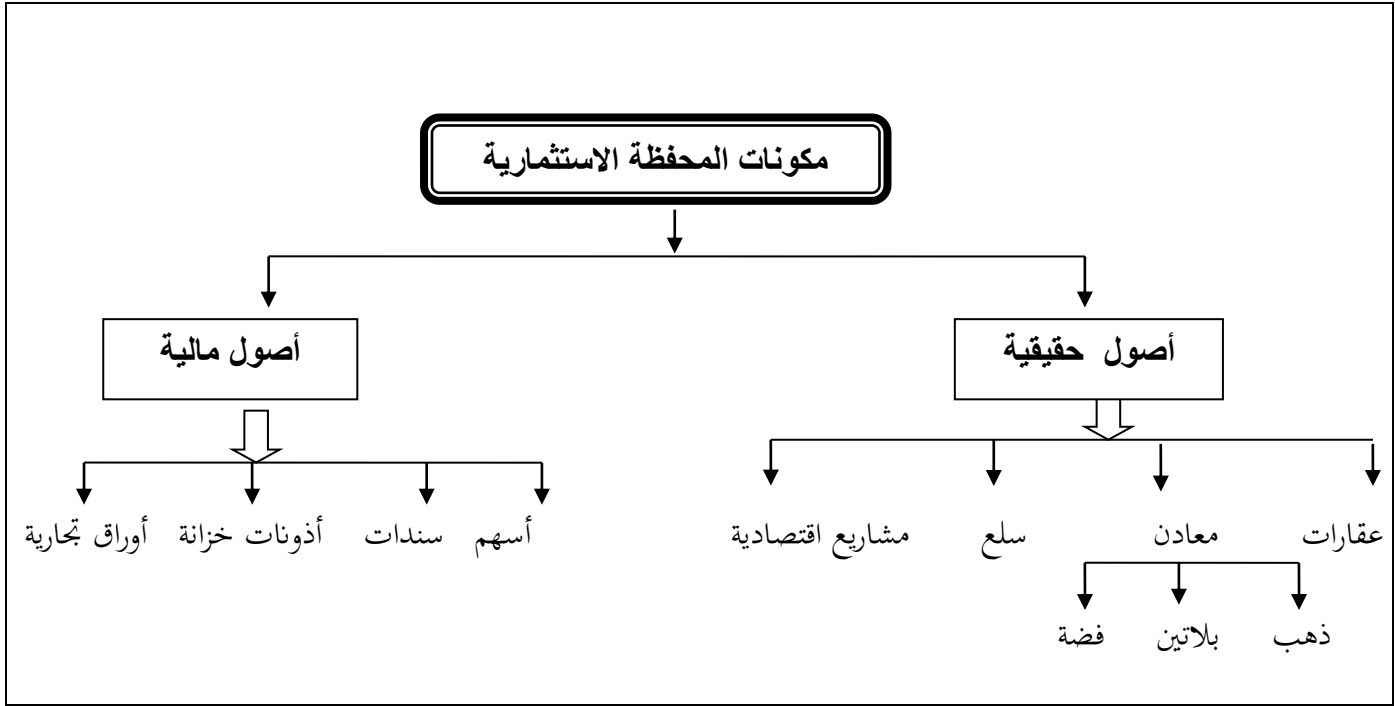 مكونات المحفظة الاستثمارية
أصول حقيقية
أصول مالية
عقارات
معادن
سلع
مشاريع اقتصادية
أسهم
سندات
أذونات خزانة
أوراق تجارية
ذهب
بلاتين
فضة